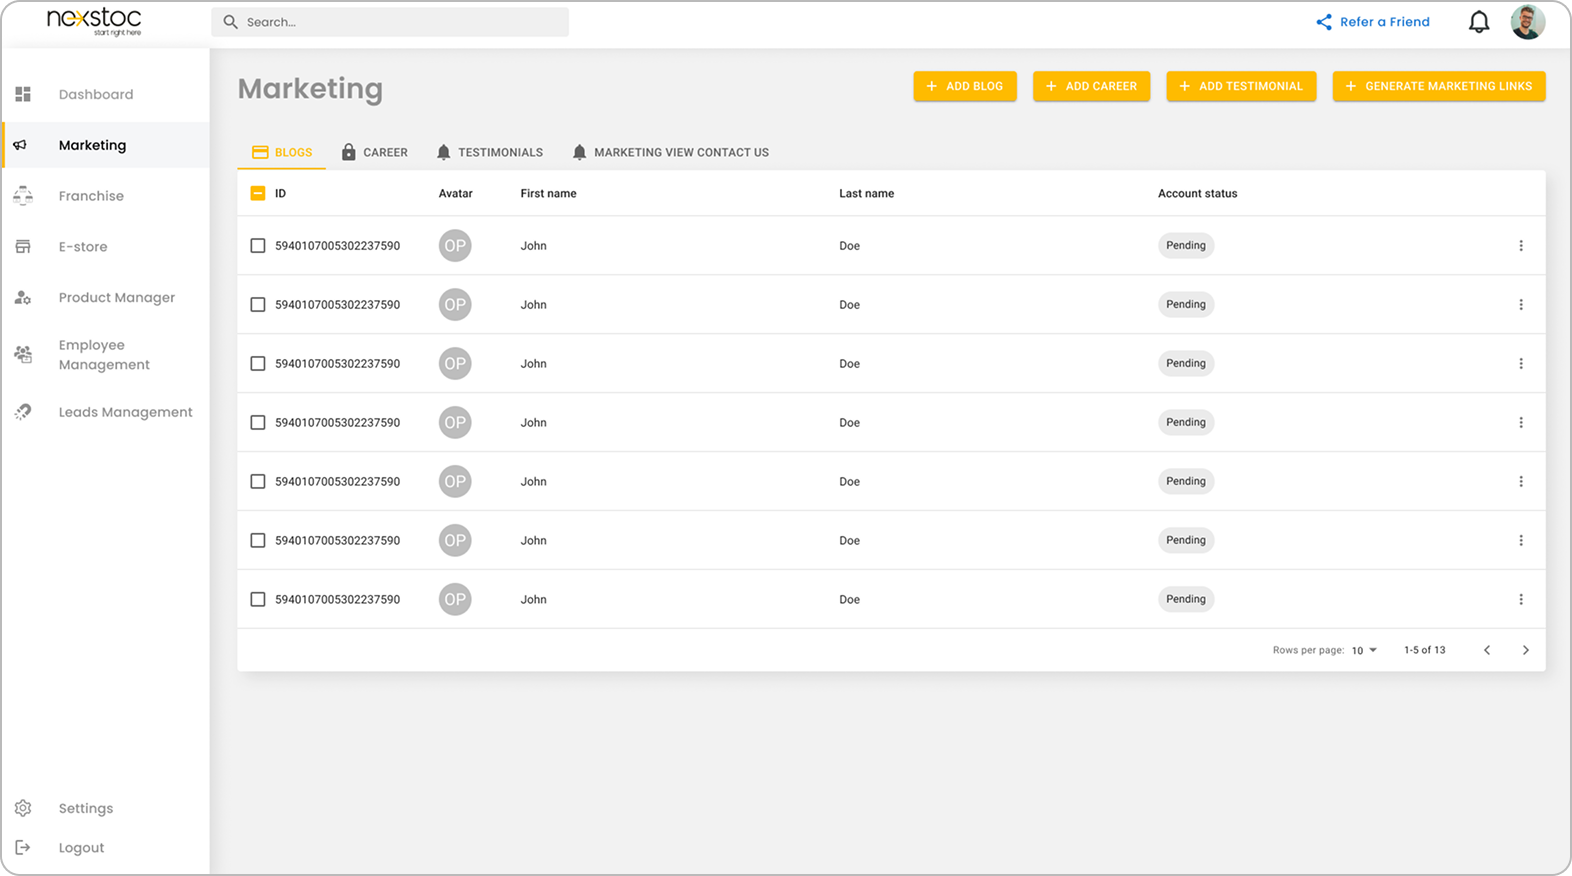 nexstoc
start right here
Search...
Refer a Friend
Dashboard
Marketing
Franchise
E-store
Product Manager
Employee
Management
Leads Management
Settings
Logout
Marketing
ADD BLOG
ADD CAREER
ADD TESTIMONIAL
GENERATE MARKETING LINKS
BLOGS
CAREER
TESTIMONIALS
MARKETING VIEW CONTACT US
ID Avatar First name Last name Account status
5940107005302237590 OP John Doe Pending
5940107005302237590 OP John Doe Pending
5940107005302237590 OP John Doe Pending
5940107005302237590 OP John Doe Pending
5940107005302237590 OP John Doe Pending
5940107005302237590 OP John Doe Pending
5940107005302237590 OP John Doe Pending
Rows per page: 10 1-5 of 13